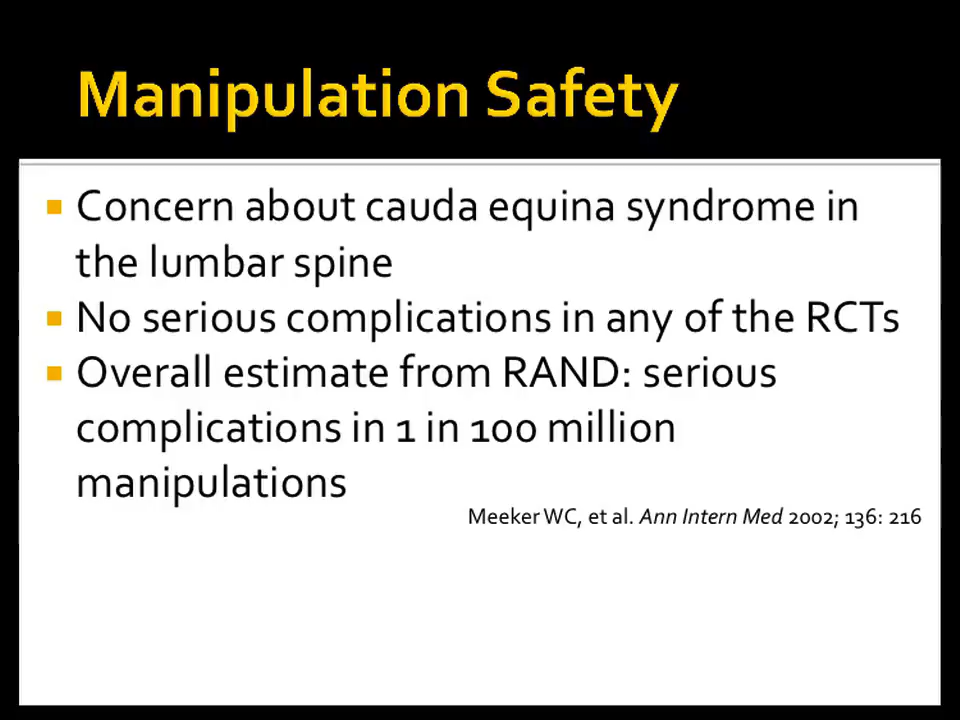 Manipulation Safety
Concern about cauda equina syndrome in
the lumbar spine
No serious complications in any of the RCTs
Overall estimate from RAND: serious
complications in 1 in 100 million
manipulations
Meeker WC, et al. Ann Intern Med 2002; 136: 216